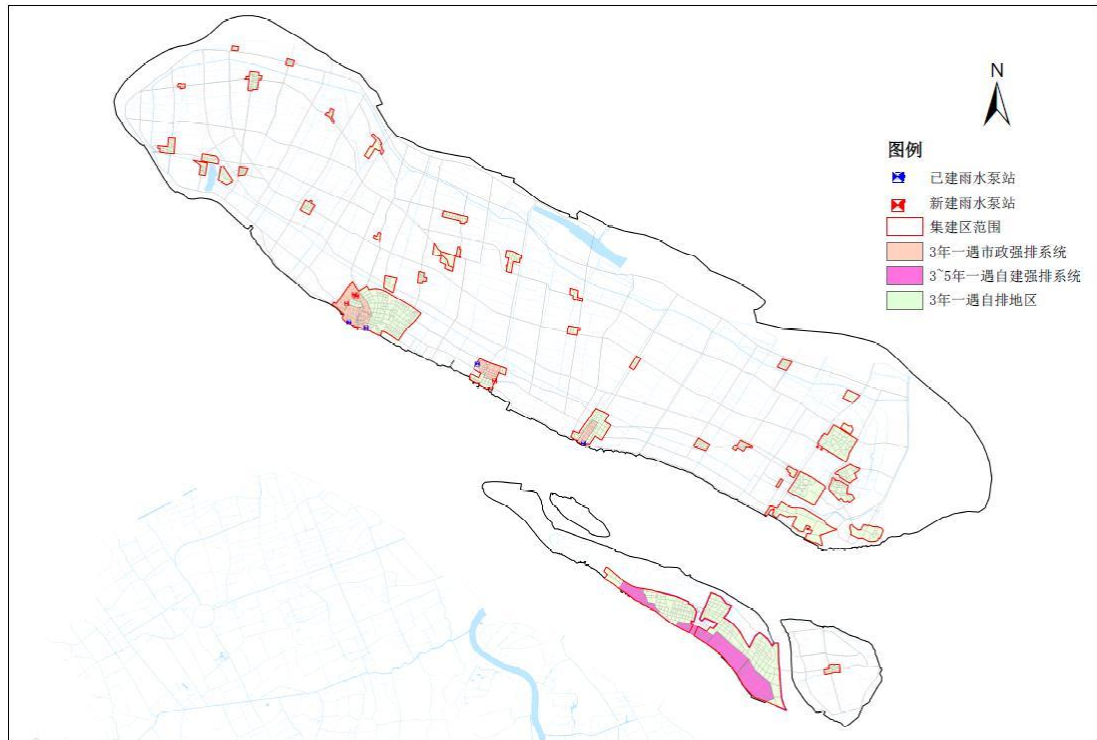 N
图例
已建雨水泵站
新建雨水泵站
集建区范围
3年一遇市政强排系统
3~5年一遇自建强排系统
3年一遇自排地区